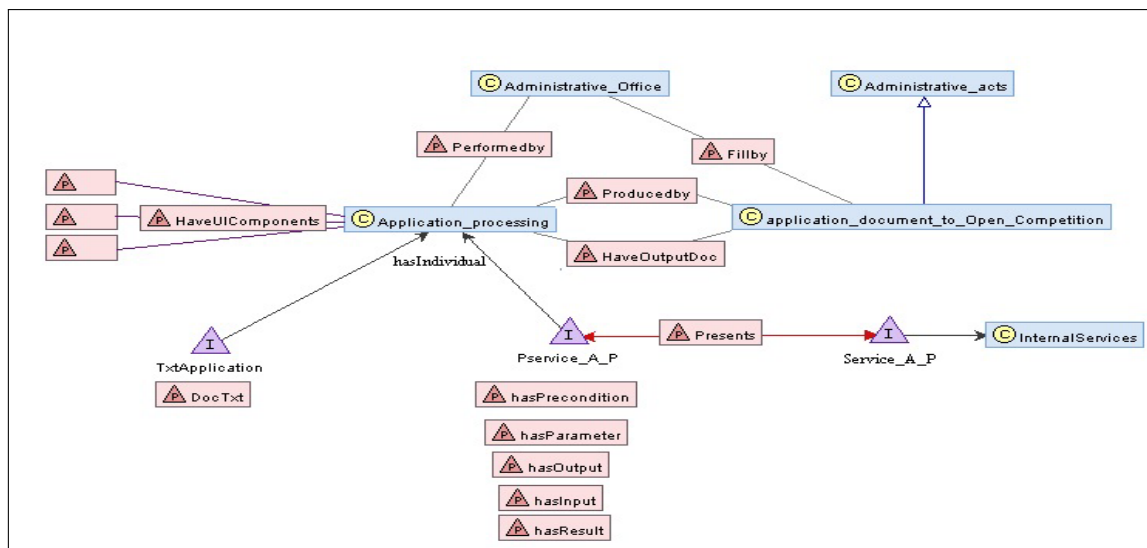 C Administrative_Office
C Administrative_acts
P Performedby
P Fillby
P
P Producedby
P
P HaveUIComponents
C Application_processing
C application_document_to_Open_Competition
P
P HaveOutputDoc
hasIndividual
I
I
P Presents
I
C InternalServices
TxtApplication
Pservice_A_P
Service_A_P
P DocTxt
P hasPrecondition
P hasParameter
P hasOutput
P hasInput
P hasResult